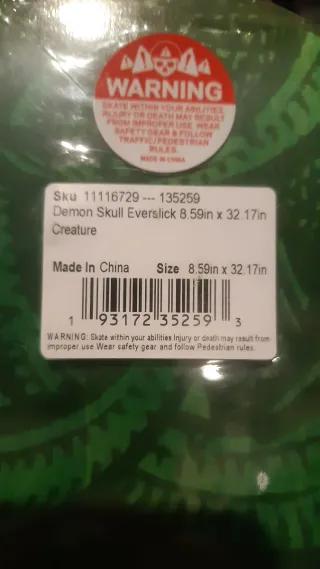 WARNING
SKATE WITHIN YOUR ABILITIES.
INJURY OR DEATH MAY RESULT
FROM IMPROPER USE. WEAR
SAFETY GEAR & FOLLOW
TRAFFIC/PEDESTRIAN
RULES.
MADE IN CHINA
Sku 11116729 --- 135259
Demon Skull Everslick 8.59in x 32.17in
Creature
Made In China Size 8.59in x 32.17in
1 93172 35259 3
WARNING: Skate within your abilities Injury or death may result from
improper use Wear safety gear and follow Pedestrian rules.